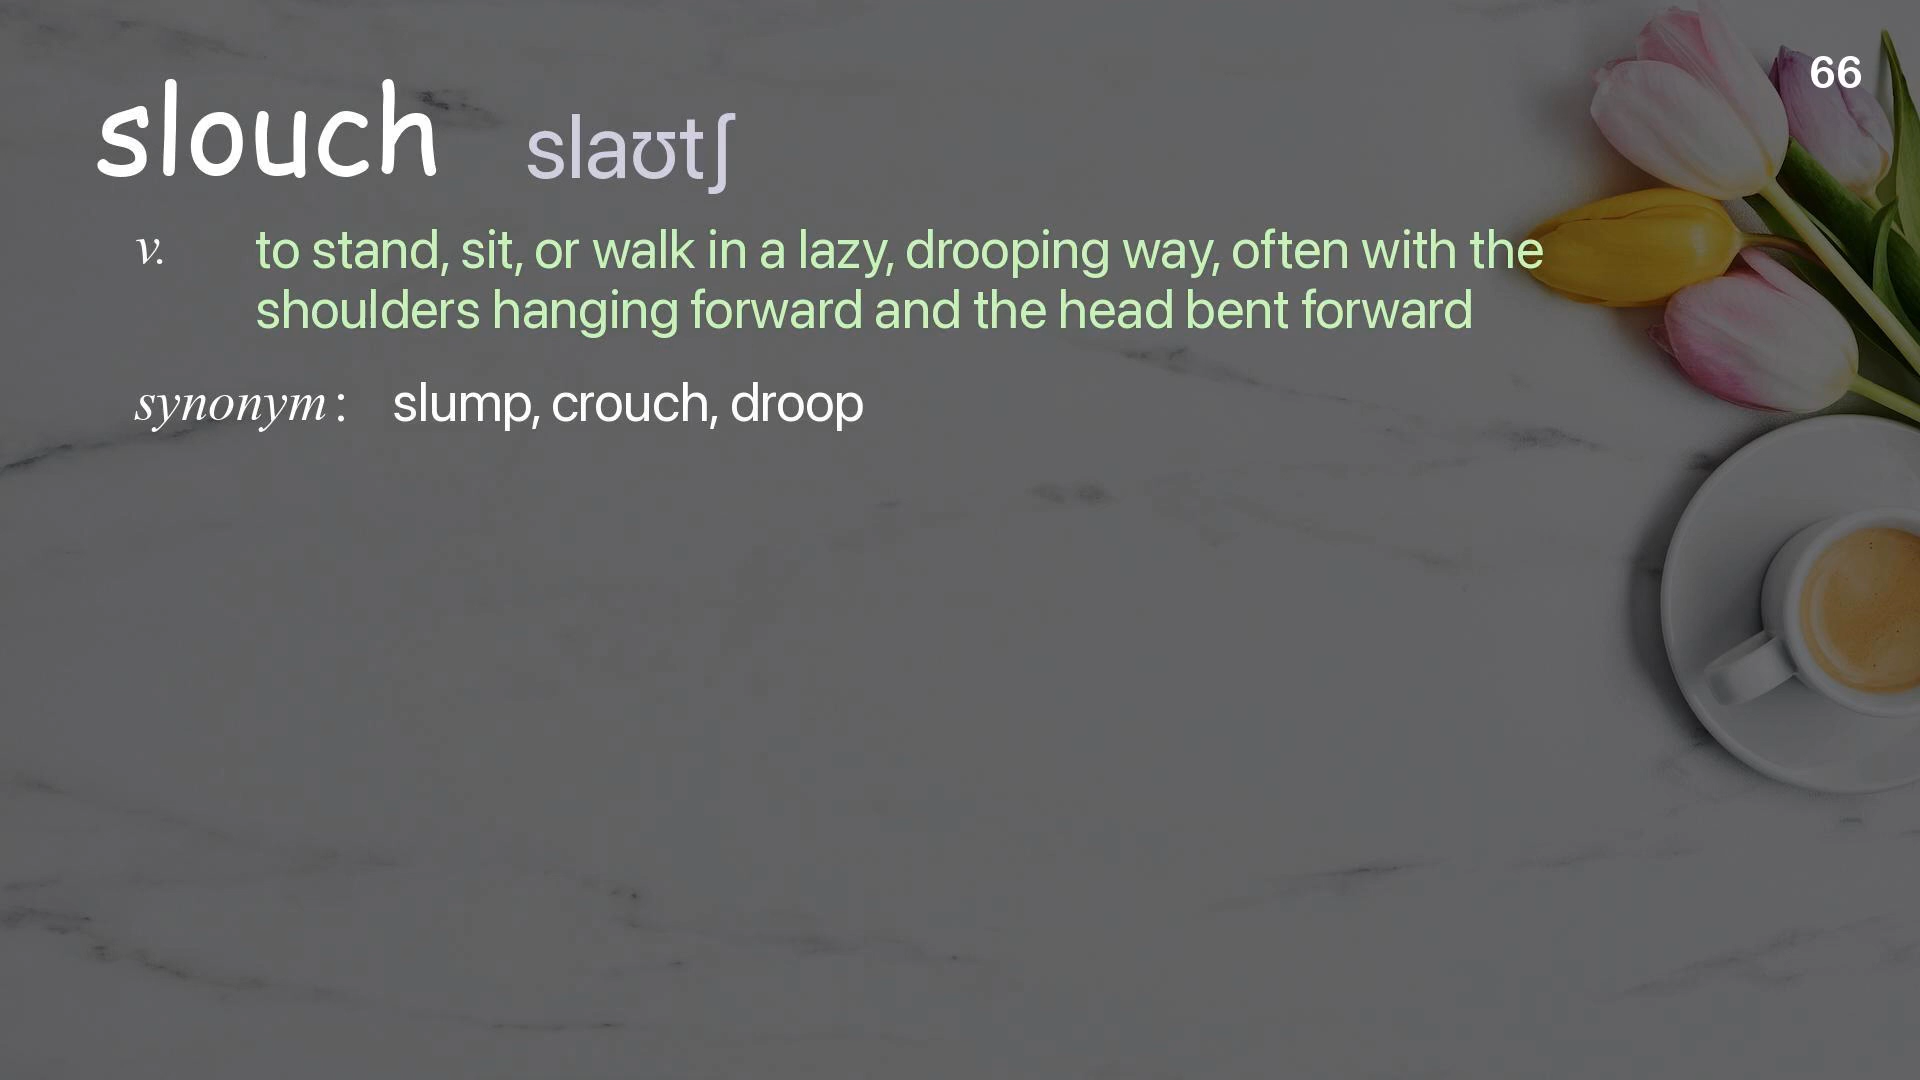 66
slouch slaʊtʃ
v. to stand, sit, or walk in a lazy, drooping way, often with the
shoulders hanging forward and the head bent forward
synonym: slump, crouch, droop